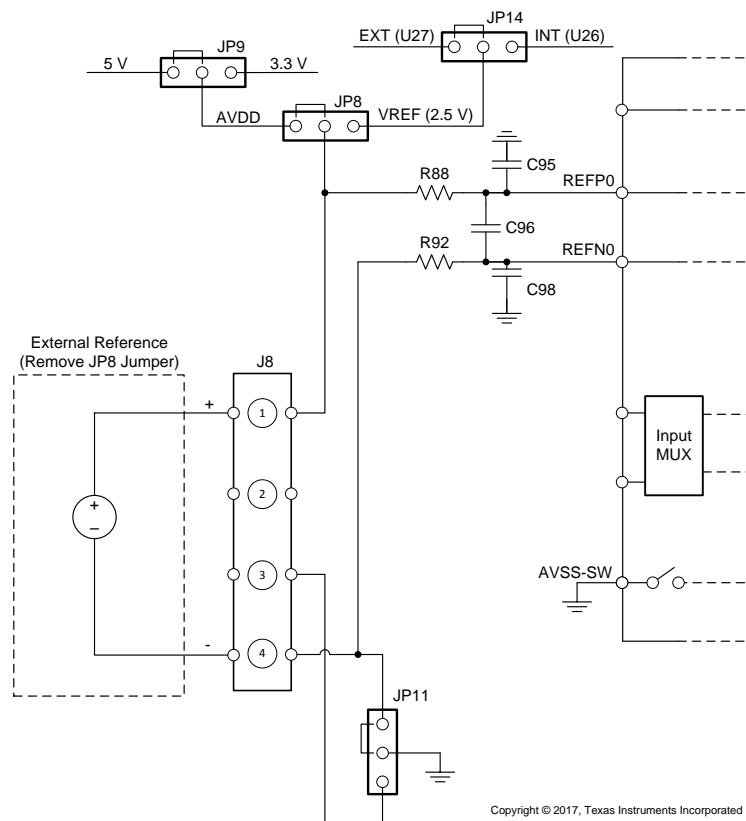 JP14
EXT (U27)
INT (U26)
JP9
5 V
3.3 V
JP8
AVDD
VREF (2.5 V)
C95
R88
REFP0
C96
R92
REFN0
C98
External Reference
(Remove JP8 Jumper)
J8
+
1
Input
MUX
2
+
–
AVSS-SW
3
-
4
JP11
Copyright © 2017, Texas Instruments Incorporated